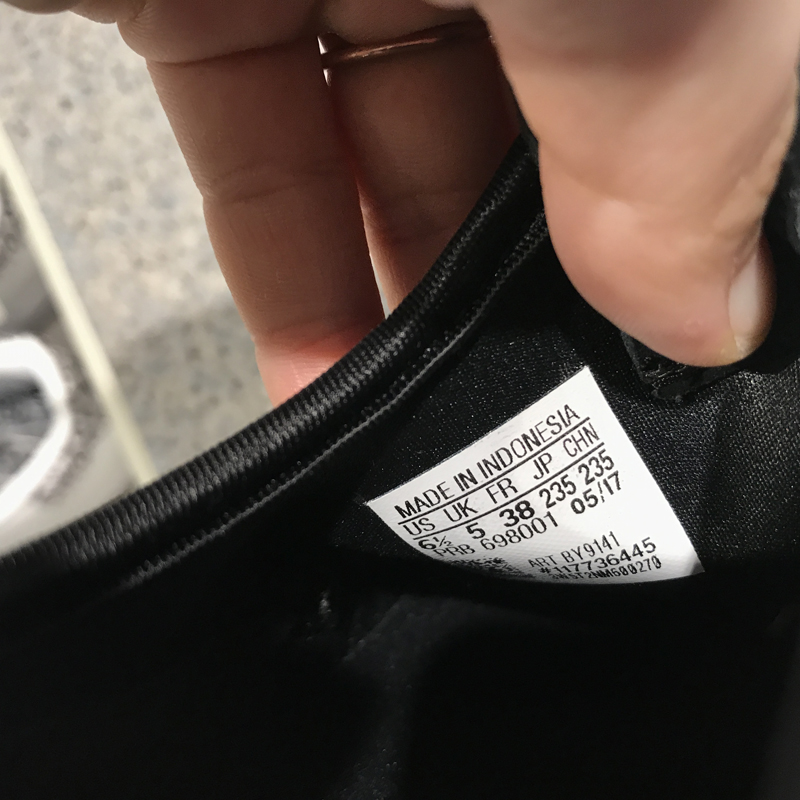 MADE IN INDONESIA
US UK FR JP CHN
6½ 5 38 235 235
PRB 698001 05/17
ART BY9141
#117736445